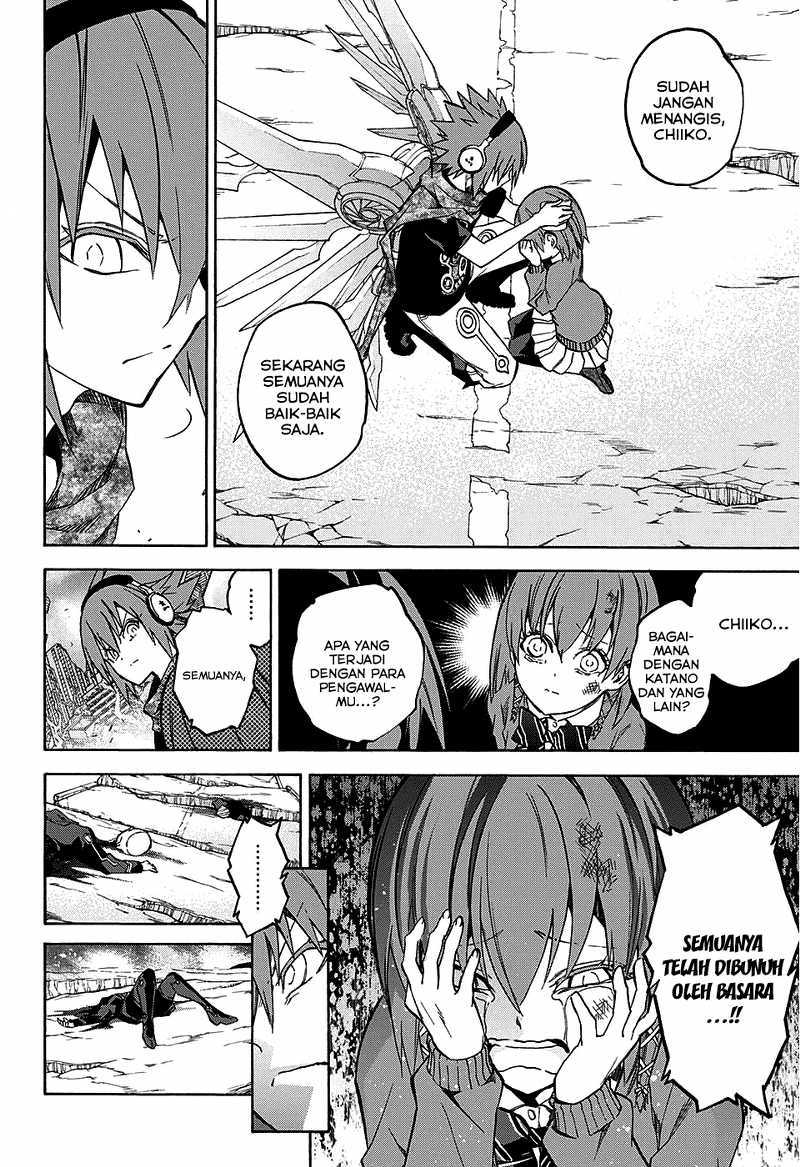 SUDAH
JANGAN
MENANGIS,
CHIIKO.
SEKARANG
SEMUANYA
SUDAH
BAIK-BAIK
SAJA.
CHIIKO...
BAGAI-
MANA
DENGAN
KATANO
DAN YANG
LAIN?
APA YANG
TERJADI
DENGAN PARA
PENGAWAL-
MU...?
.........
SEMUANYA,
.........
SEMUANYA
TELAH DIBUNUH
OLEH BASARA
...!!